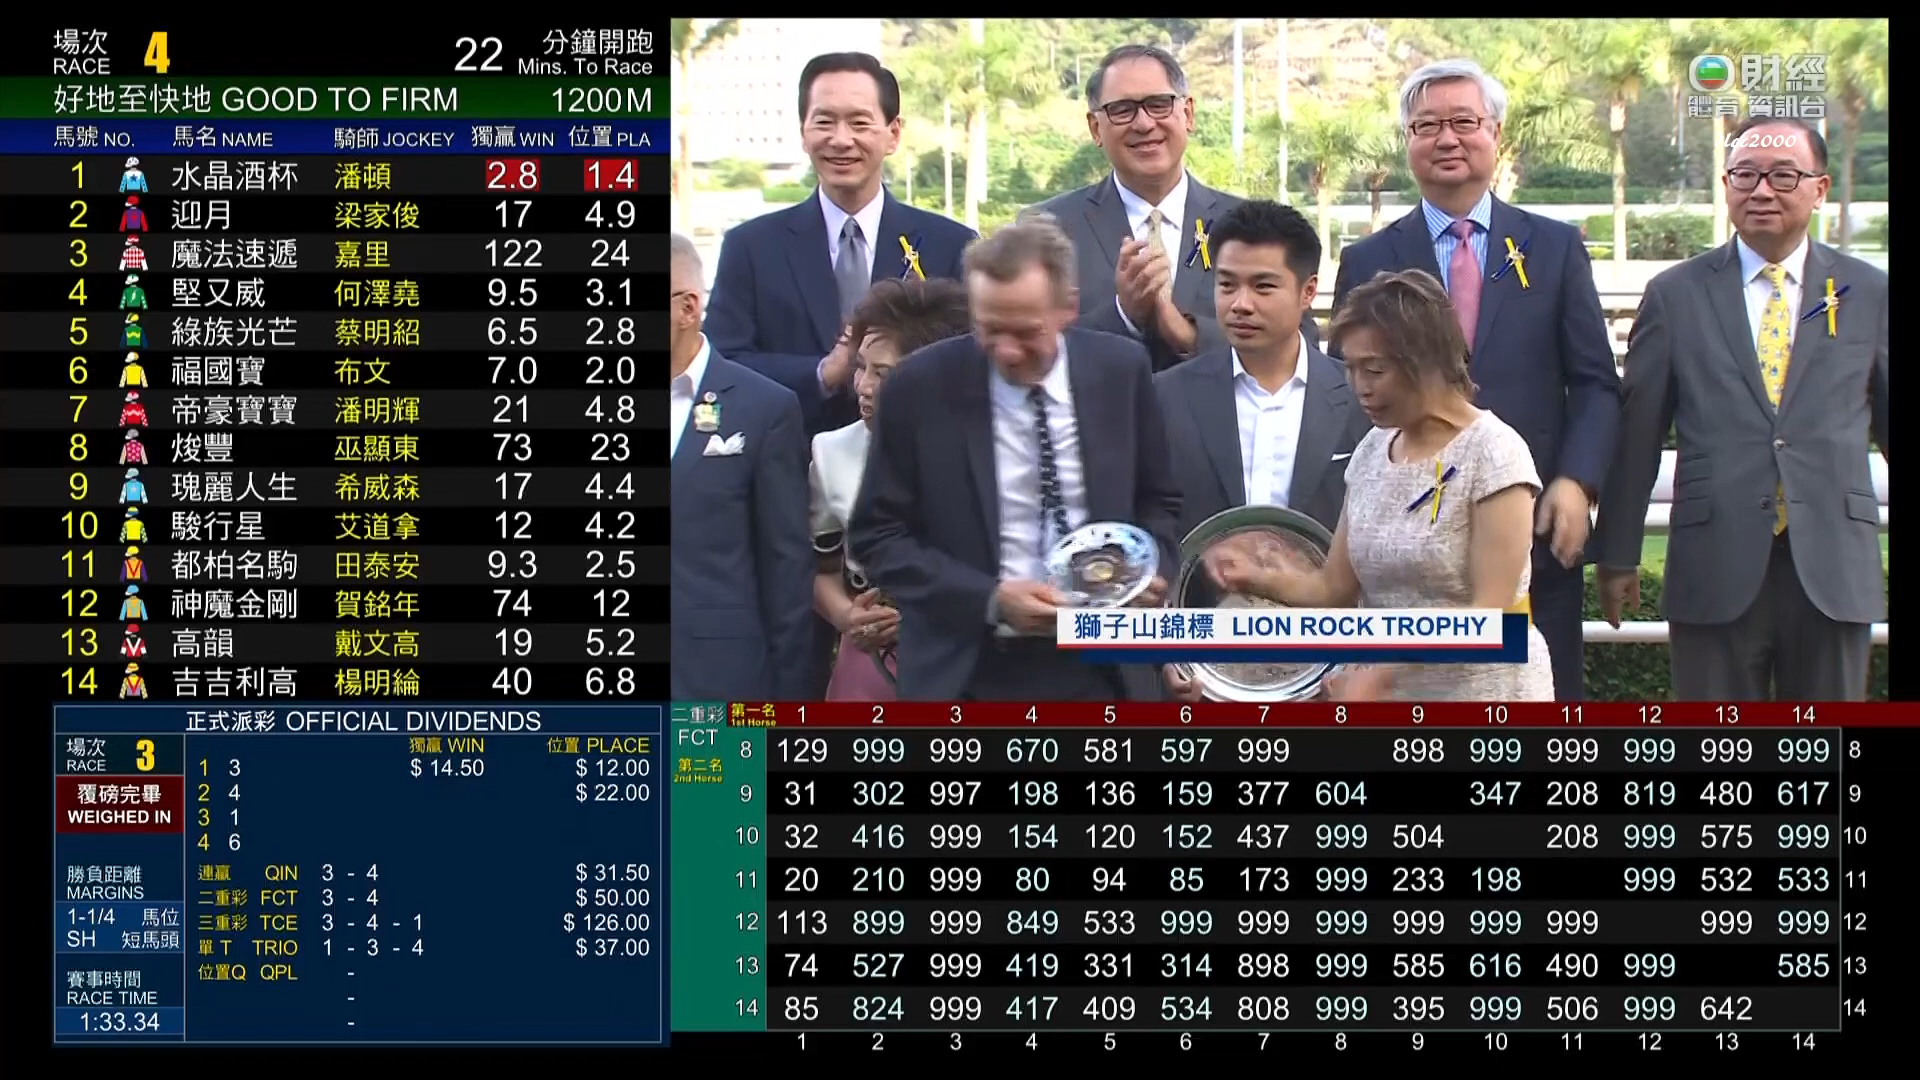 場次 RACE 4 22 分鐘開跑 Mins. To Race
好地至快地 GOOD TO FIRM 1200M
馬號 NO. 馬名 NAME 騎師 JOCKEY 獨贏 WIN 位置 PLA
1 水晶酒杯 潘頓 2.8 1.4
2 迎月 梁家俊 17 4.9
3 魔法速遞 嘉里 122 24
4 堅又威 何澤堯 9.5 3.1
5 綠族光芒 蔡明紹 6.5 2.8
6 福國寶 布文 7.0 2.0
7 帝豪寶寶 潘明輝 21 4.8
8 焌豐 巫顯東 73 23
9 瑰麗人生 希威森 17 4.4
10 駿行星 艾道拿 12 4.2
11 都柏名駒 田泰安 9.3 2.5
12 神魔金剛 賀銘年 74 12
13 高韻 戴文高 19 5.2
14 吉吉利高 楊明綸 40 6.8
財經
體育 資訊台
lcc2000
獅子山錦標 LION ROCK TROPHY
正式派彩 OFFICIAL DIVIDENDS
場次 RACE 3
覆磅完畢
WEIGHED IN
勝負距離
MARGINS
1-1/4 馬位
SH 短馬頭
賽事時間
RACE TIME
1:33.34
獨贏 WIN 位置 PLACE
1 3 $ 14.50 $ 12.00
2 4 $ 22.00
3 1
4 6
連贏 QIN 3 - 4 $ 31.50
二重彩 FCT 3 - 4 $ 50.00
三重彩 TCE 3 - 4 - 1 $ 126.00
單 T TRIO 1 - 3 - 4 $ 37.00
位置Q QPL -
-
-
二重彩 FCT 第一名 1st Horse 1 2 3 4 5 6 7 8 9 10 11 12 13 14
第二名 2nd Horse
8 129 999 999 670 581 597 999 898 999 999 999 999 999 8
9 31 302 997 198 136 159 377 604 347 208 819 480 617 9
10 32 416 999 154 120 152 437 999 504 208 999 575 999 10
11 20 210 999 80 94 85 173 999 233 198 999 532 533 11
12 113 899 999 849 533 999 999 999 999 999 999 999 999 12
13 74 527 999 419 331 314 898 999 585 616 490 999 585 13
14 85 824 999 417 409 534 808 999 395 999 506 999 642 14
1 2 3 4 5 6 7 8 9 10 11 12 13 14